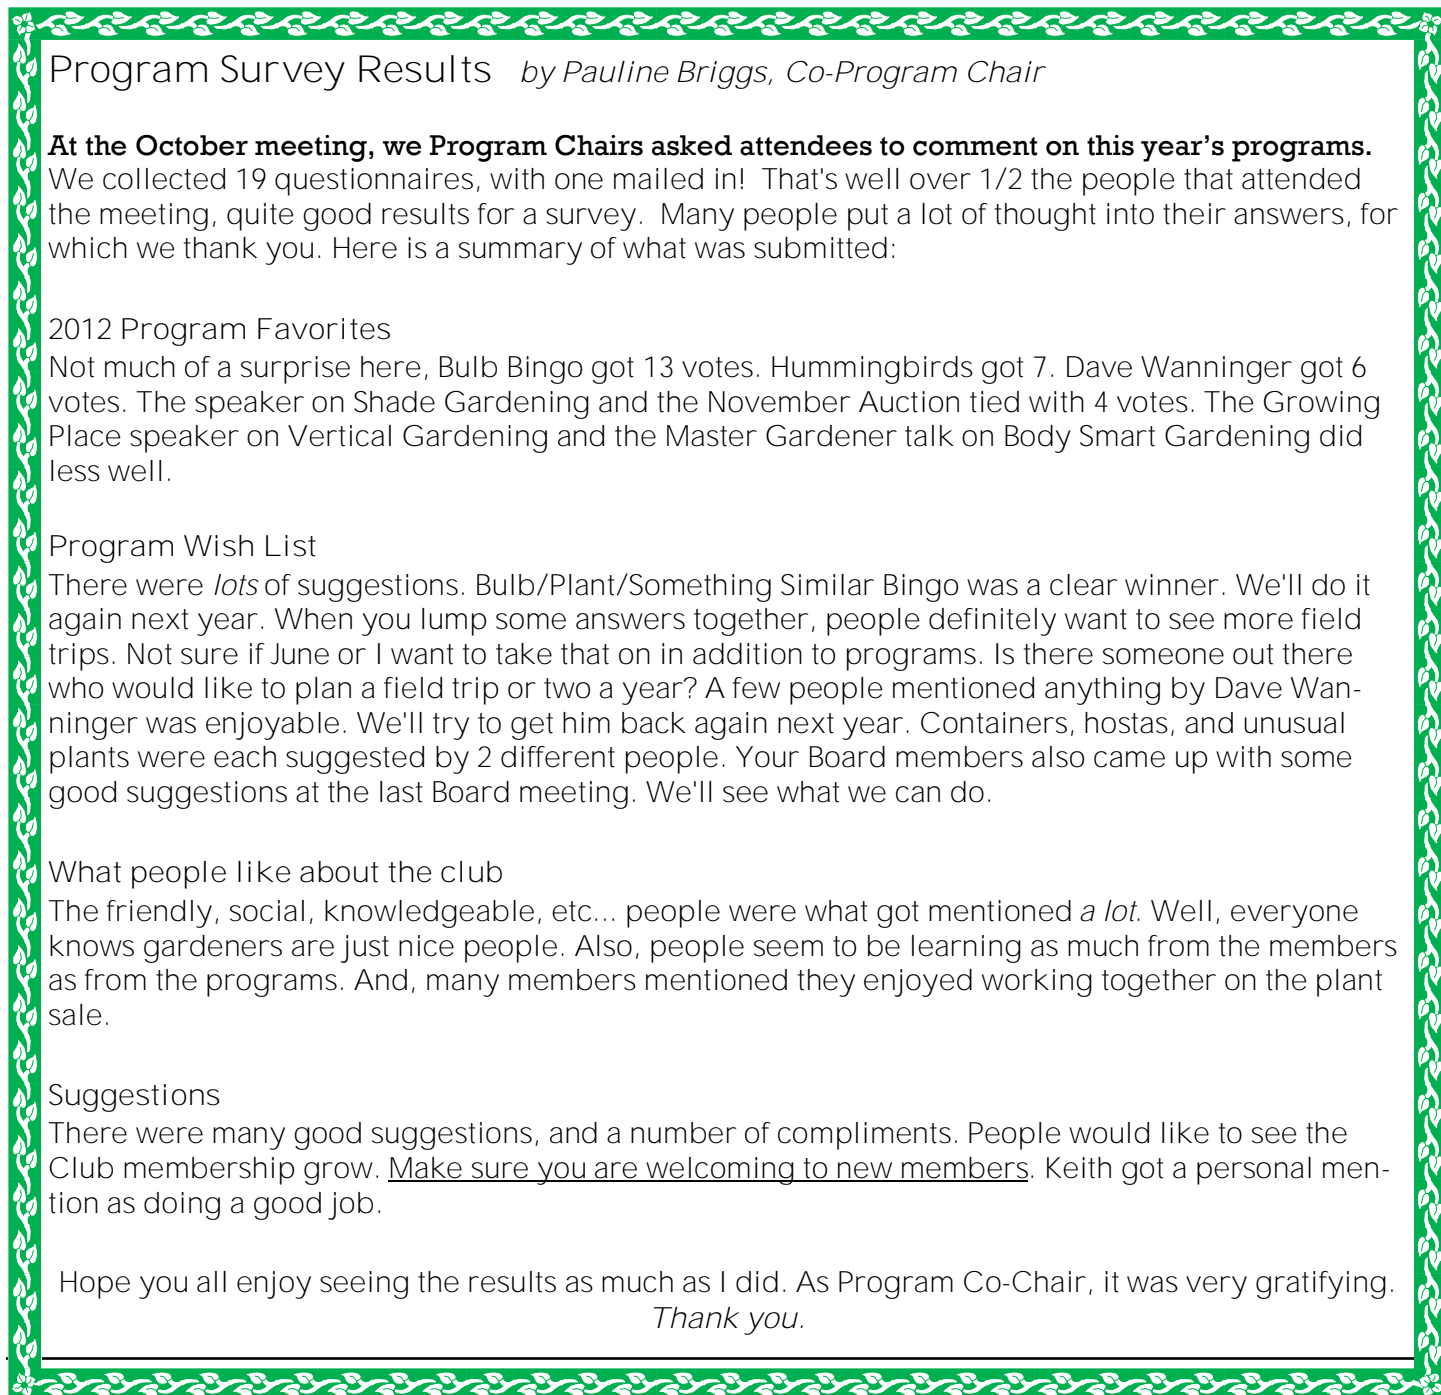 Program Survey Results by Pauline Briggs, Co-Program Chair
At the October meeting, we Program Chairs asked attendees to comment on this year’s programs.
We collected 19 questionnaires, with one mailed in! That's well over 1/2 the people that attended
the meeting, quite good results for a survey. Many people put a lot of thought into their answers, for
which we thank you. Here is a summary of what was submitted:
2012 Program Favorites
Not much of a surprise here, Bulb Bingo got 13 votes. Hummingbirds got 7. Dave Wanninger got 6
votes. The speaker on Shade Gardening and the November Auction tied with 4 votes. The Growing
Place speaker on Vertical Gardening and the Master Gardener talk on Body Smart Gardening did
less well.
Program Wish List
There were lots of suggestions. Bulb/Plant/Something Similar Bingo was a clear winner. We'll do it
again next year. When you lump some answers together, people definitely want to see more field
trips. Not sure if June or I want to take that on in addition to programs. Is there someone out there
who would like to plan a field trip or two a year? A few people mentioned anything by Dave Wan-
ninger was enjoyable. We'll try to get him back again next year. Containers, hostas, and unusual
plants were each suggested by 2 different people. Your Board members also came up with some
good suggestions at the last Board meeting. We'll see what we can do.
What people like about the club
The friendly, social, knowledgeable, etc... people were what got mentioned a lot. Well, everyone
knows gardeners are just nice people. Also, people seem to be learning as much from the members
as from the programs. And, many members mentioned they enjoyed working together on the plant
sale.
Suggestions
There were many good suggestions, and a number of compliments. People would like to see the
Club membership grow. Make sure you are welcoming to new members. Keith got a personal men-
tion as doing a good job.
Hope you all enjoy seeing the results as much as I did. As Program Co-Chair, it was very gratifying.
Thank you.